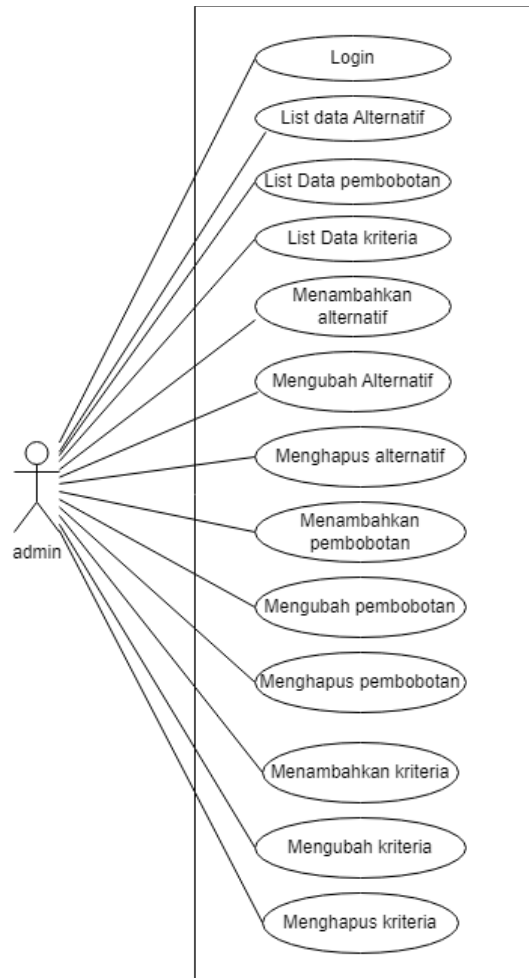 Login
List data Alternatif
List Data pembobotan
List Data kriteria
Menambahkan
alternatif
Mengubah Alternatif
Menghapus alternatif
Menambahkan
pembobotan
admin
Mengubah pembobotan
Menghapus pembobotan
Menambahkan kriteria
Mengubah kriteria
Menghapus kriteria